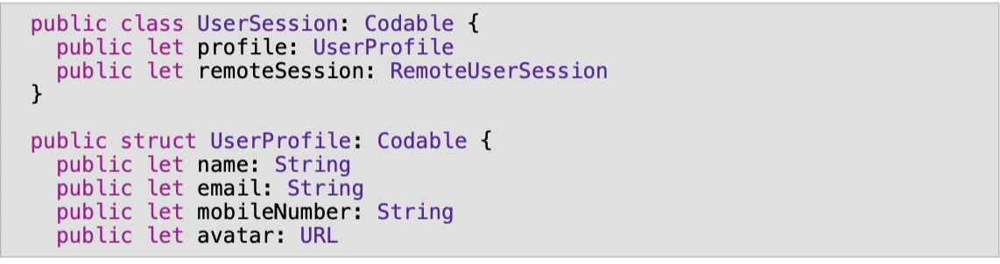 public class UserSession: Codable {
  public let profile: UserProfile
  public let remoteSession: RemoteUserSession
}

public struct UserProfile: Codable {
  public let name: String
  public let email: String
  public let mobileNumber: String
  public let avatar: URL